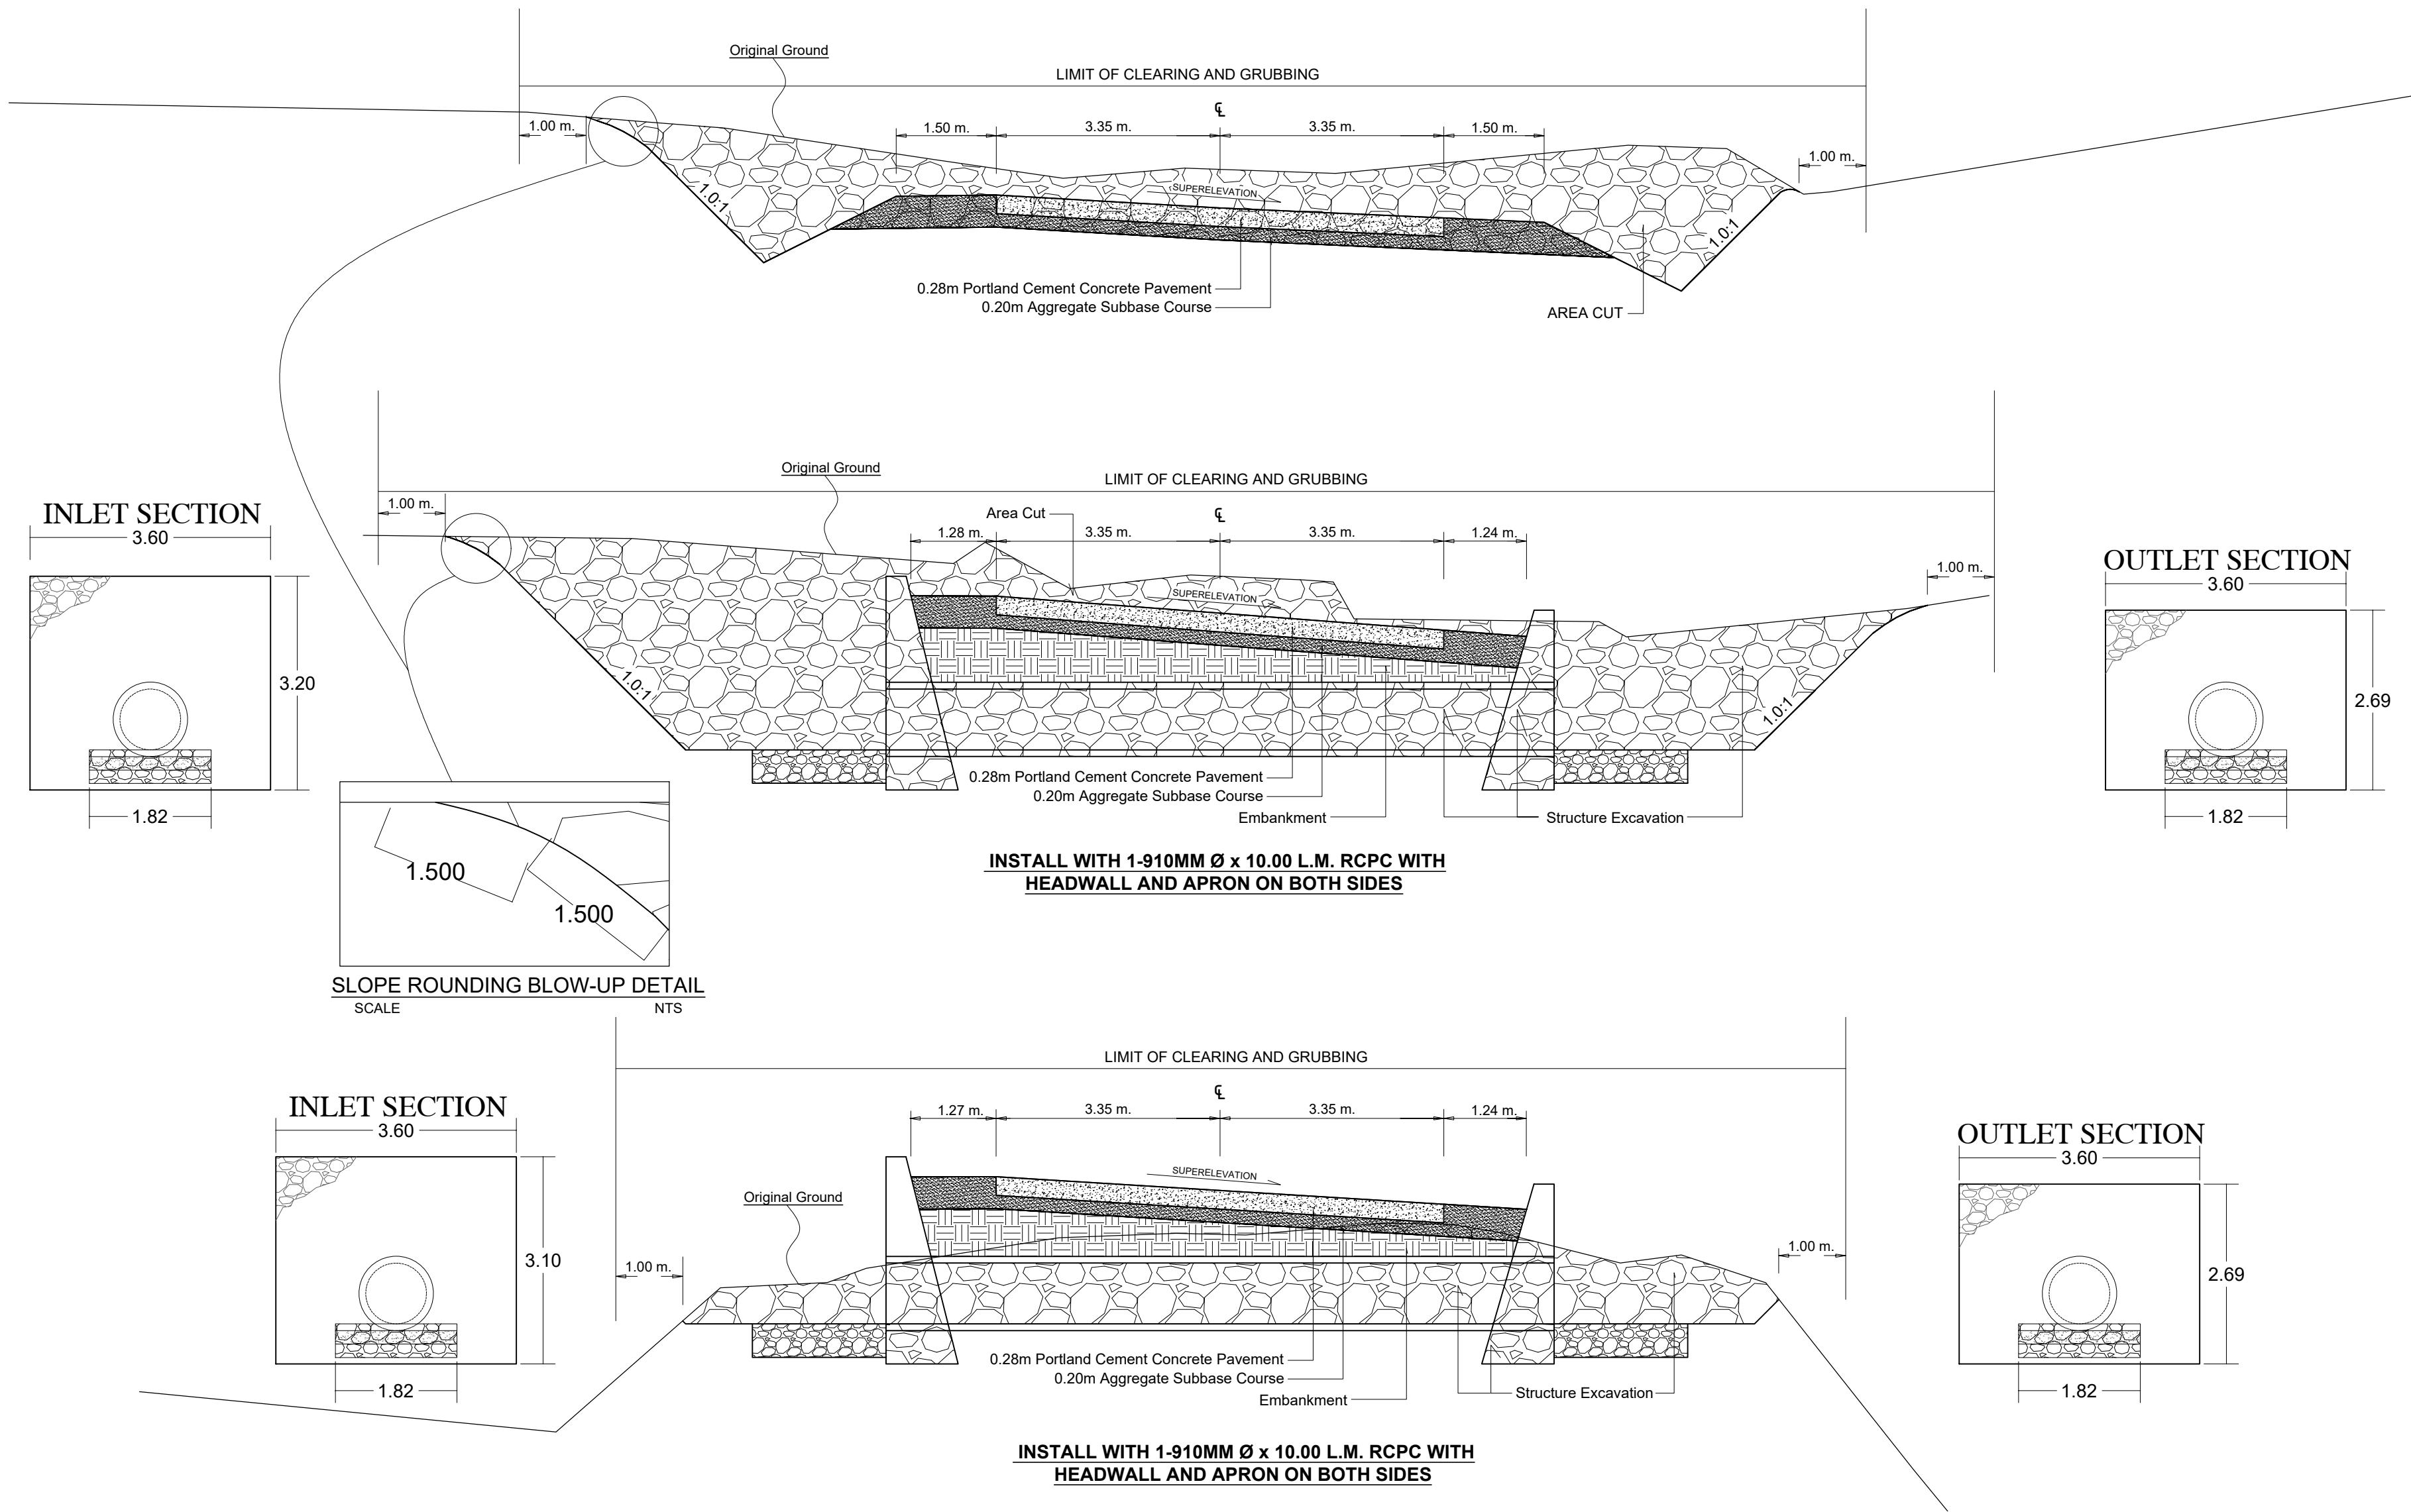 Original Ground
LIMIT OF CLEARING AND GRUBBING
℄
1.00 m.
1.50 m.
3.35 m.
3.35 m.
1.50 m.
1.00 m.
SUPERELEVATION
1.0:1
1.0:1
0.28m Portland Cement Concrete Pavement
0.20m Aggregate Subbase Course
AREA CUT
Original Ground
LIMIT OF CLEARING AND GRUBBING
1.00 m.
Area Cut
℄
1.28 m.
3.35 m.
3.35 m.
1.24 m.
1.00 m.
SUPERELEVATION
1.0:1
1.0:1
INLET SECTION
3.60
3.20
1.82
OUTLET SECTION
3.60
2.69
1.82
0.28m Portland Cement Concrete Pavement
0.20m Aggregate Subbase Course
Embankment
Structure Excavation
INSTALL WITH 1-910MM Ø x 10.00 L.M. RCPC WITH
HEADWALL AND APRON ON BOTH SIDES
1.500
1.500
SLOPE ROUNDING BLOW-UP DETAIL
SCALE NTS
LIMIT OF CLEARING AND GRUBBING
℄
1.27 m.
3.35 m.
3.35 m.
1.24 m.
SUPERELEVATION
Original Ground
1.00 m.
1.00 m.
INLET SECTION
3.60
3.10
1.82
OUTLET SECTION
3.60
2.69
1.82
0.28m Portland Cement Concrete Pavement
0.20m Aggregate Subbase Course
Embankment
Structure Excavation
INSTALL WITH 1-910MM Ø x 10.00 L.M. RCPC WITH
HEADWALL AND APRON ON BOTH SIDES